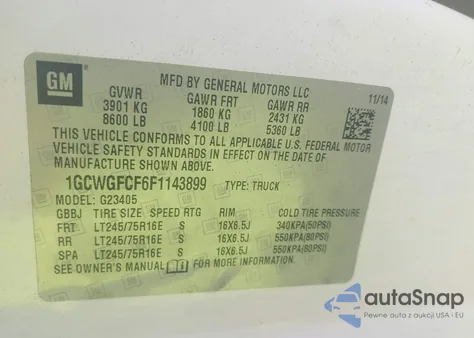 GM
MFD BY GENERAL MOTORS LLC
11/14
GVWR GAWR FRT GAWR RR
3901 KG 1860 KG 2431 KG
8600 LB 4100 LB 5360 LB
THIS VEHICLE CONFORMS TO ALL APPLICABLE U.S. FEDERAL MOTOR
VEHICLE SAFETY STANDARDS IN EFFECT ON THE DATE OF
MANUFACTURE SHOWN ABOVE.
1GCWGFCF6F1143899 TYPE: TRUCK
MODEL: G23405
GBBJ TIRE SIZE SPEED RTG RIM COLD TIRE PRESSURE
FRT LT245/75R16E S 16X6.5J 340KPA(50PSI)
RR LT245/75R16E S 16X6.5J 550KPA(80PSI)
SPA LT245/75R16E S 16X6.5J 550KPA(80PSI)
SEE OWNER'S MANUAL FOR MORE INFORMATION.
autoSnap
Pewne auta z aukcji USA i EU